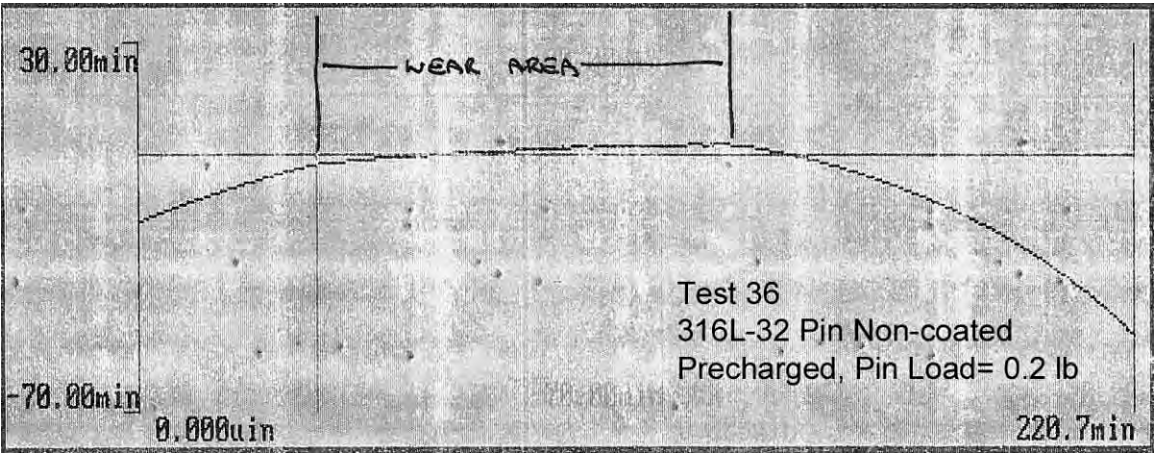 30.00min
WEAR AREA
Test 36
316L-32 Pin Non-coated
Precharged, Pin Load= 0.2 lb
-70.00min
0.000uin
220.7min